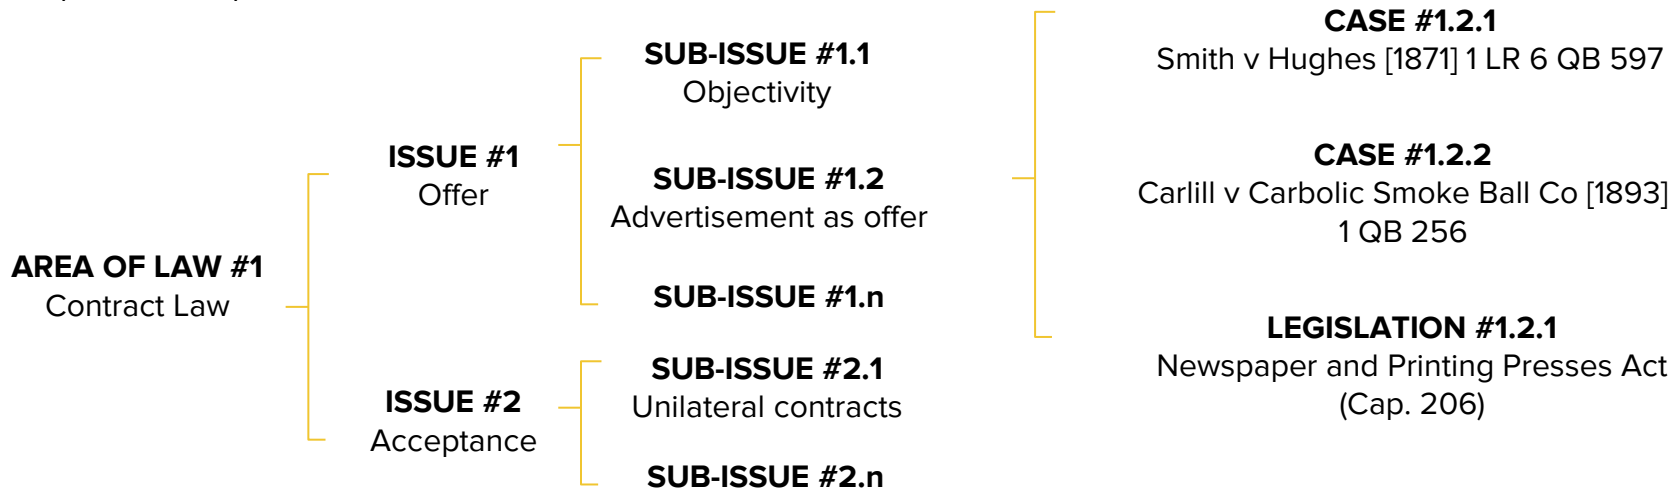 AREA OF LAW #1
Contract Law
ISSUE #1
Offer
ISSUE #2
Acceptance
SUB-ISSUE #1.1
Objectivity
SUB-ISSUE #1.2
Advertisement as offer
SUB-ISSUE #1.n
SUB-ISSUE #2.1
Unilateral contracts
SUB-ISSUE #2.n
CASE #1.2.1
Smith v Hughes [1871] 1 LR 6 QB 597
CASE #1.2.2
Carlill v Carbolic Smoke Ball Co [1893]
1 QB 256
LEGISLATION #1.2.1
Newspaper and Printing Presses Act
(Cap. 206)